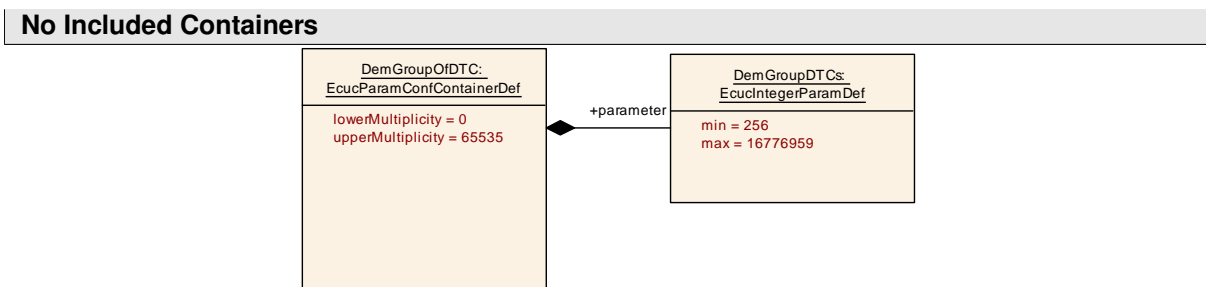 No Included Containers
DemGroupOfDTC:
EcucParamConfContainerDef
lowerMultiplicity = 0
upperMultiplicity = 65535
+parameter
DemGroupDTCs:
EcucIntegerParamDef
min = 256
max = 16776959